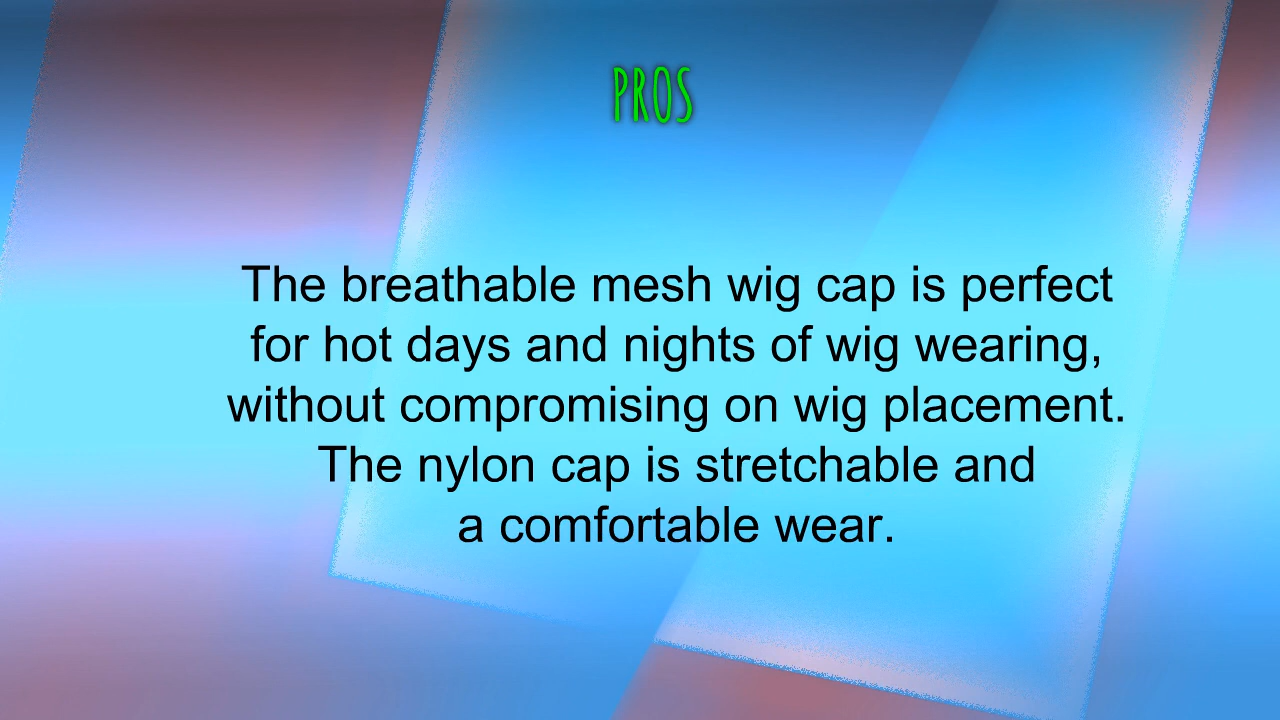 PROS
The breathable mesh wig cap is perfect
for hot days and nights of wig wearing,
without compromising on wig placement.
The nylon cap is stretchable and
a comfortable wear.